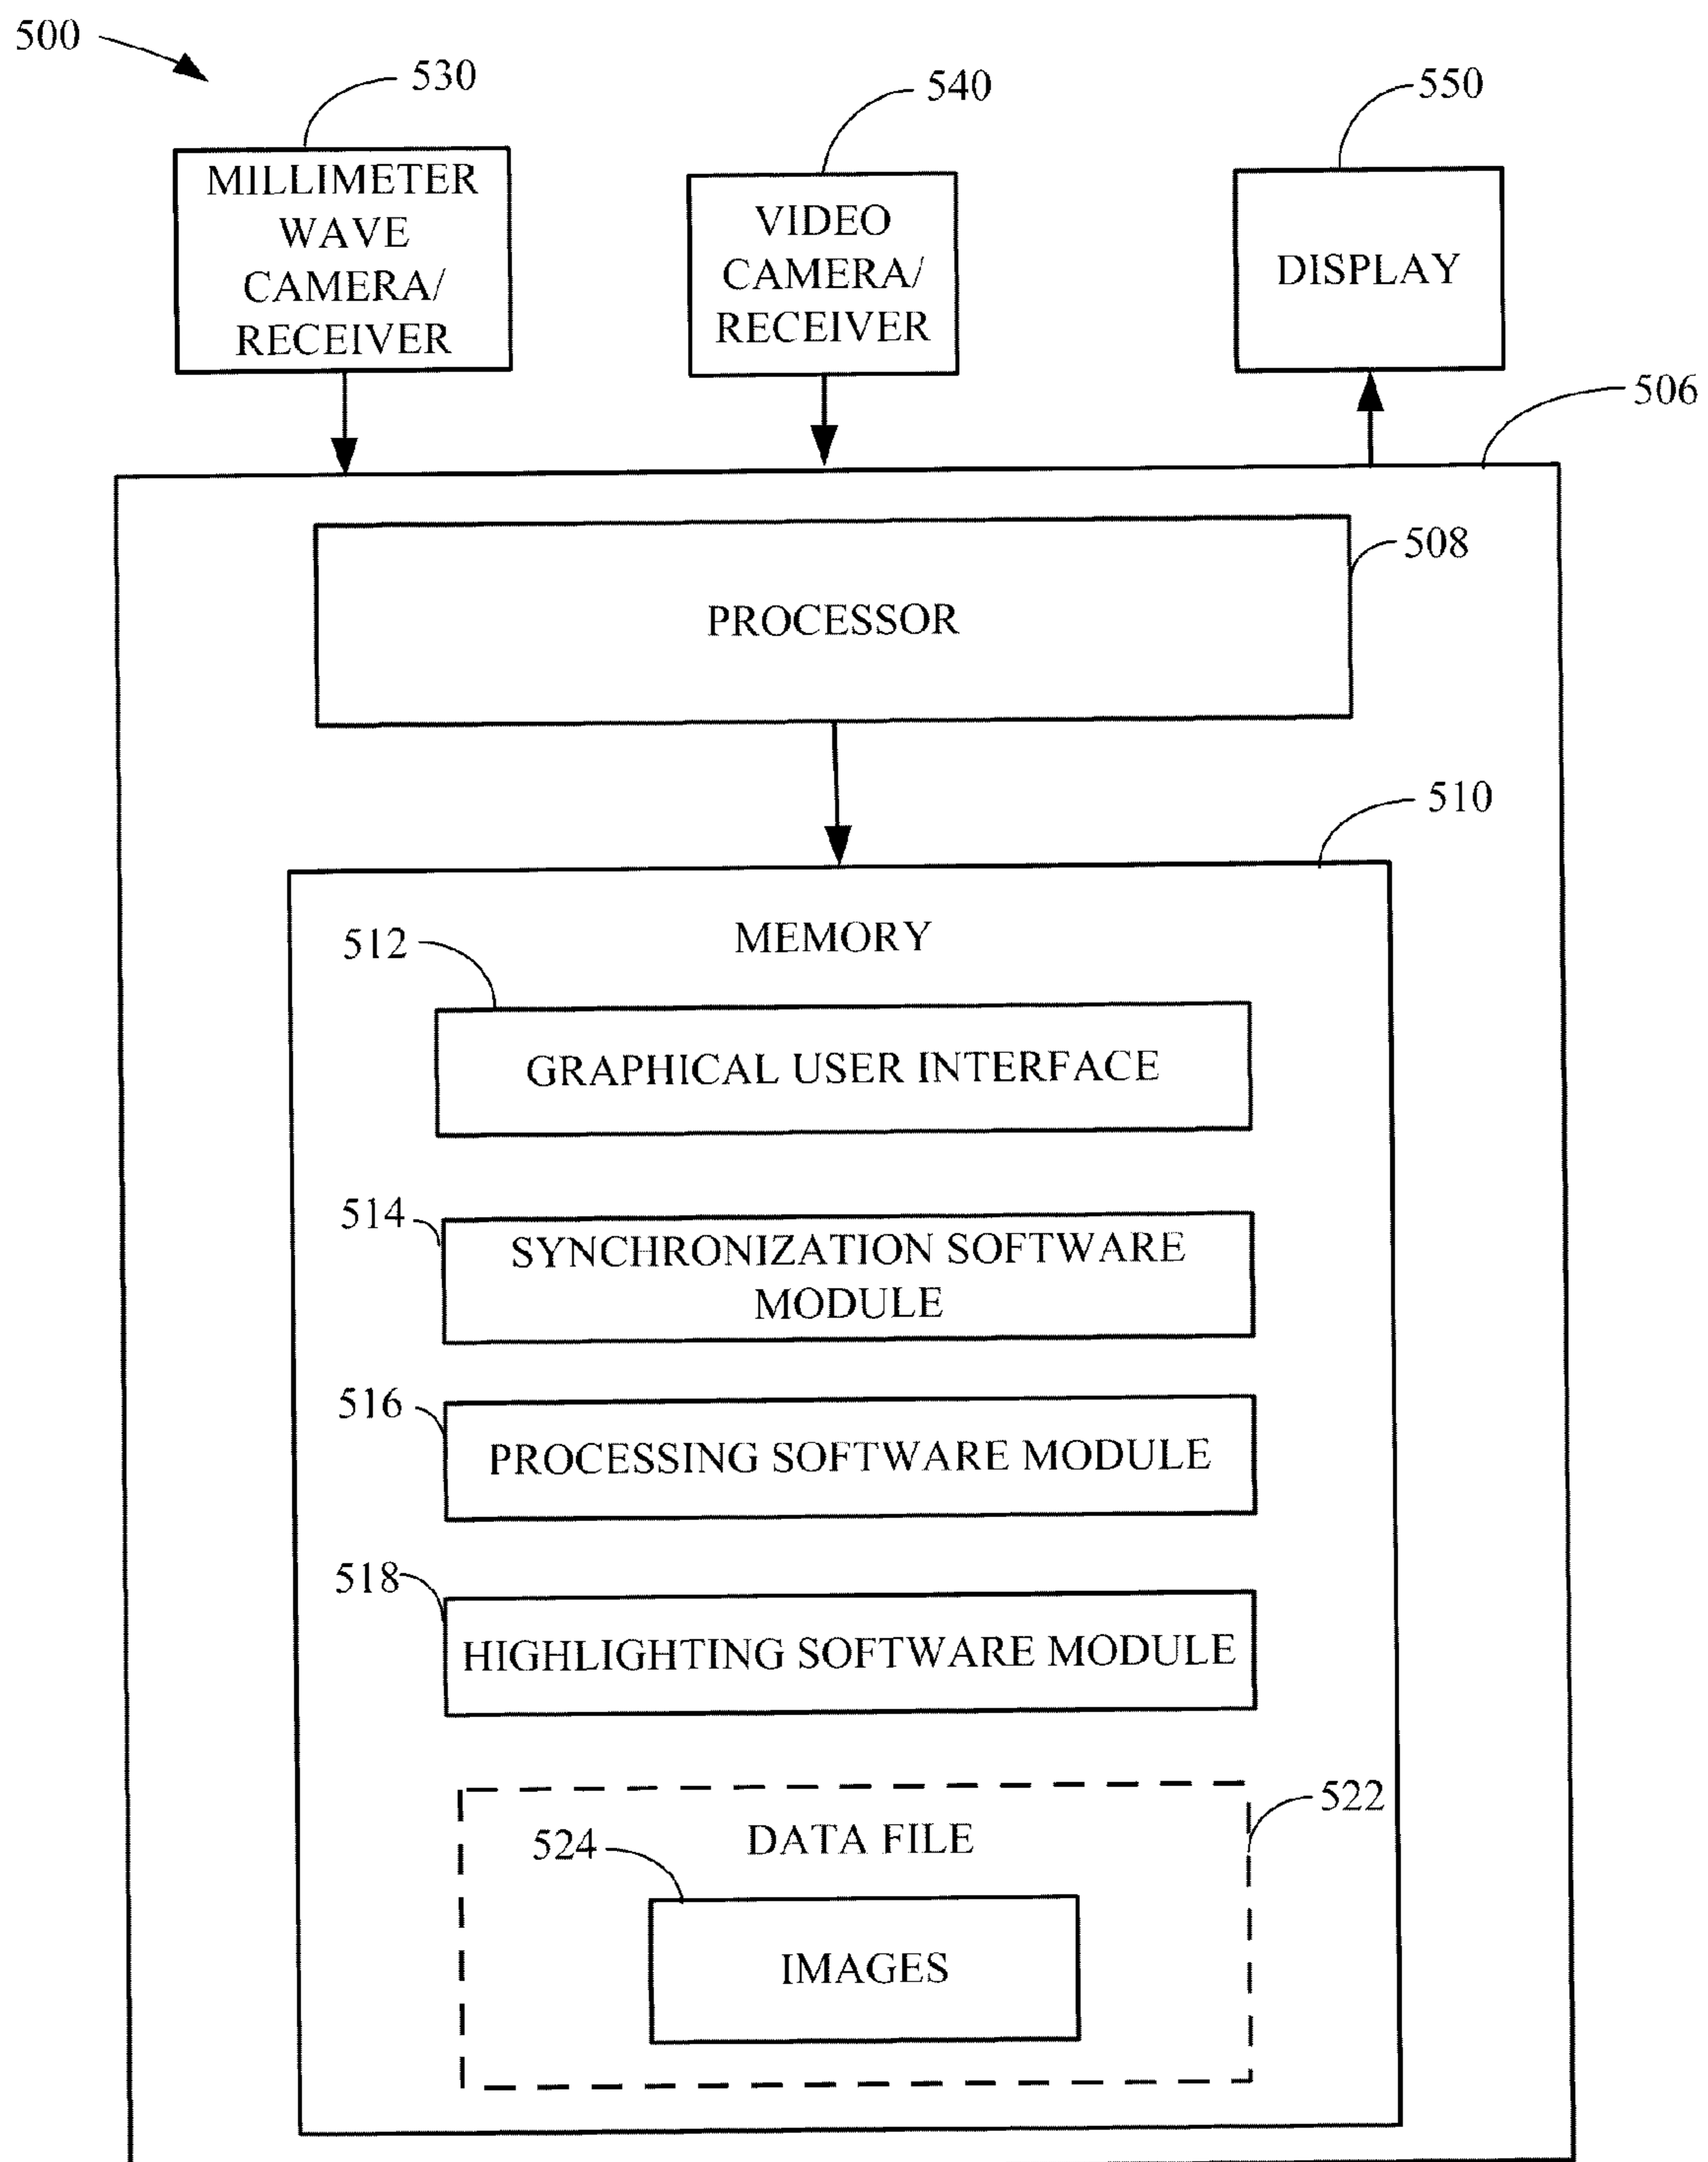 500
530
540
550
MILLIMETER
WAVE
CAMERA/
RECEIVER
VIDEO
CAMERA/
RECEIVER
DISPLAY
506
508
PROCESSOR
510
MEMORY
512
GRAPHICAL USER INTERFACE
514
SYNCHRONIZATION SOFTWARE
MODULE
516
PROCESSING SOFTWARE MODULE
518
HIGHLIGHTING SOFTWARE MODULE
522
DATA FILE
524
IMAGES